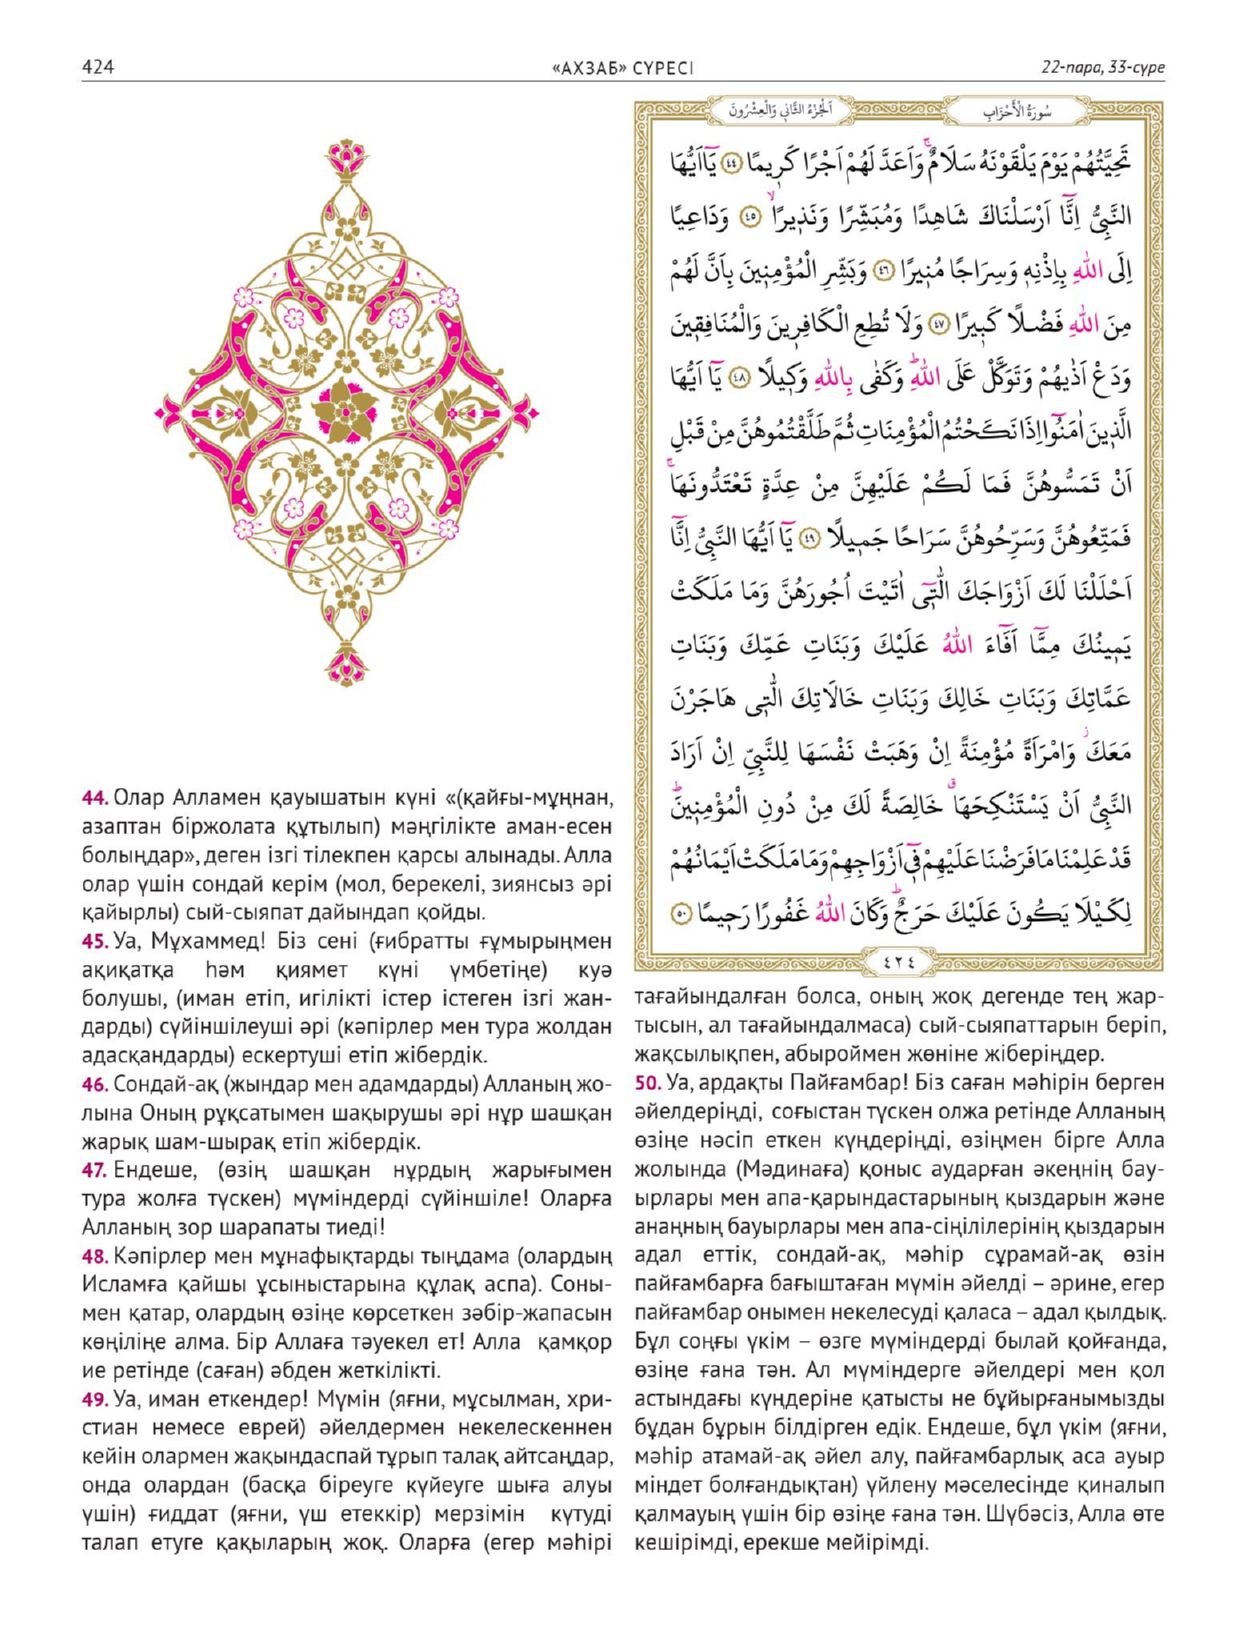 424
«АХЗАБ» СҮРЕСІ
22-пара, 33-сүре
اَلْجُزْءُ الثَّانٖي وَالْعِشْرُونَ
سُورَةُ الْأَحْزَابِ
تَحِيَّتُهُمْ يَوْمَ يَلْقَوْنَهُ سَلَامٌۚ وَاَعَدَّ لَهُمْ اَجْرًا كَرٖيمًا ﴿٤٤﴾ يَٓا اَيُّهَا
النَّبِيُّ اِنَّٓا اَرْسَلْنَاكَ شَاهِدًا وَمُبَشِّرًا وَنَذٖيرًاۙ ﴿٤٥﴾ وَدَاعِيًا
اِلَى اللّٰهِ بِاِذْنِهٖ وَسِرَاجًا مُنٖيرًا ﴿٤٦﴾ وَبَشِّرِ الْمُؤْمِنٖينَ بِاَنَّ لَهُمْ
مِنَ اللّٰهِ فَضْلًا كَبٖيرًا ﴿٤٧﴾ وَلَا تُطِعِ الْكَافِرٖينَ وَالْمُنَافِقٖينَ
وَدَعْ اَذٰيهُمْ وَتَوَكَّلْ عَلَى اللّٰهِۜ وَكَفٰى بِاللّٰهِ وَكٖيلًا ﴿٤٨﴾ يَٓا اَيُّهَا
الَّذٖينَ اٰمَنُٓوا اِذَا نَكَحْتُمُ الْمُؤْمِنَاتِ ثُمَّ طَلَّقْتُمُوهُنَّ مِنْ قَبْلِ
اَنْ تَمَسُّوهُنَّ فَمَا لَكُمْ عَلَيْهِنَّ مِنْ عِدَّةٍ تَعْتَدُّونَهَاۚ
فَمَتِّعُوهُنَّ وَسَرِّحُوهُنَّ سَرَاحًا جَمٖيلًا ﴿٤٩﴾ يَٓا اَيُّهَا النَّبِيُّ اِنَّٓا
اَحْلَلْنَا لَكَ اَزْوَاجَكَ الّٰتٖٓي اٰتَيْتَ اُجُورَهُنَّ وَمَا مَلَكَتْ
يَمٖينُكَ مِمَّٓا اَفَٓاءَ اللّٰهُ عَلَيْكَ وَبَنَاتِ عَمِّكَ وَبَنَاتِ
عَمَّاتِكَ وَبَنَاتِ خَالِكَ وَبَنَاتِ خَالَاتِكَ الّٰتٖي هَاجَرْنَ
مَعَكَۘ وَامْرَاَةً مُؤْمِنَةً اِنْ وَهَبَتْ نَفْسَهَا لِلنَّبِيِّ اِنْ اَرَادَ
النَّبِيُّ اَنْ يَسْتَنْكِحَهَاۗ خَالِصَةً لَكَ مِنْ دُونِ الْمُؤْمِنٖينَۜ
قَدْ عَلِمْنَا مَا فَرَضْنَا عَلَيْهِمْ فٖٓي اَزْوَاجِهِمْ وَمَا مَلَكَتْ اَيْمَانُهُمْ
لِكَيْلَا يَكُونَ عَلَيْكَ حَرَجٌۜ وَكَانَ اللّٰهُ غَفُورًا رَحٖيمًا ﴿٥٠﴾
٤٢٤
44. Олар Алламен қауышатын күні «(қайғы-мұңнан,
азаптан біржолата құтылып) мәңгілікте аман-есен
болыңдар», деген ізгі тілекпен қарсы алынады. Алла
олар үшін сондай керім (мол, берекелі, зиянсыз әрі
қайырлы) сый-сыяпат дайындап қойды.
45. Уа, Мұхаммед! Біз сені (ғибратты ғұмырыңмен
ақиқатқа һәм қиямет күні үмбетіңе) куә
болушы, (иман етіп, игілікті істер істеген ізгі жан-
дарды) сүйіншілеуші әрі (кәпірлер мен тура жолдан
адасқандарды) ескертуші етіп жібердік.
46. Сондай-ақ (жындар мен адамдарды) Алланың жо-
лына Оның рұқсатымен шақырушы әрі нұр шашқан
жарық шам-шырақ етіп жібердік.
47. Ендеше, (өзің шашқан нұрдың жарығымен
тура жолға түскен) мүміндерді сүйіншіле! Оларға
Алланың зор шарапаты тиеді!
48. Кәпірлер мен мұнафықтарды тыңдама (олардың
Исламға қайшы ұсыныстарына құлақ аспа). Соны-
мен қатар, олардың өзіңе көрсеткен зәбір-жапасын
көңіліңе алма. Бір Аллаға тәуекел ет! Алла қамқор
ие ретінде (саған) әбден жеткілікті.
49. Уа, иман еткендер! Мүмін (яғни, мұсылман, хри-
стиан немесе еврей) әйелдермен некелескеннен
кейін олармен жақындаспай тұрып талақ айтсаңдар,
онда олардан (басқа біреуге күйеуге шыға алуы
үшін) ғиддат (яғни, үш етеккір) мерзімін күтуді
талап етуге қақыларың жоқ. Оларға (егер мәһірі
тағайындалған болса, оның жоқ дегенде тең жар-
тысын, ал тағайындалмаса) сый-сыяпаттарын беріп,
жақсылықпен, абыроймен жөніне жіберіңдер.
50. Уа, ардақты Пайғамбар! Біз саған мәһірін берген
әйелдеріңді, соғыстан түскен олжа ретінде Алланың
өзіңе нәсіп еткен күңдеріңді, өзіңмен бірге Алла
жолында (Мәдинаға) қоныс аударған әкеңнің бау-
ырлары мен апа-қарындастарының қыздарын және
анаңның бауырлары мен апа-сіңілілерінің қыздарын
адал еттік, сондай-ақ, мәһір сұрамай-ақ өзін
пайғамбарға бағыштаған мүмін әйелді – әрине, егер
пайғамбар онымен некелесуді қаласа – адал қылдық.
Бұл соңғы үкім – өзге мүміндерді былай қойғанда,
өзіңе ғана тән. Ал мүміндерге әйелдері мен қол
астындағы күңдеріне қатысты не бұйырғанымызды
бұдан бұрын білдірген едік. Ендеше, бұл үкім (яғни,
мәһір атамай-ақ әйел алу, пайғамбарлық аса ауыр
міндет болғандықтан) үйлену мәселесінде қиналып
қалмауың үшін бір өзіңе ғана тән. Шүбәсіз, Алла өте
кешірімді, ерекше мейірімді.